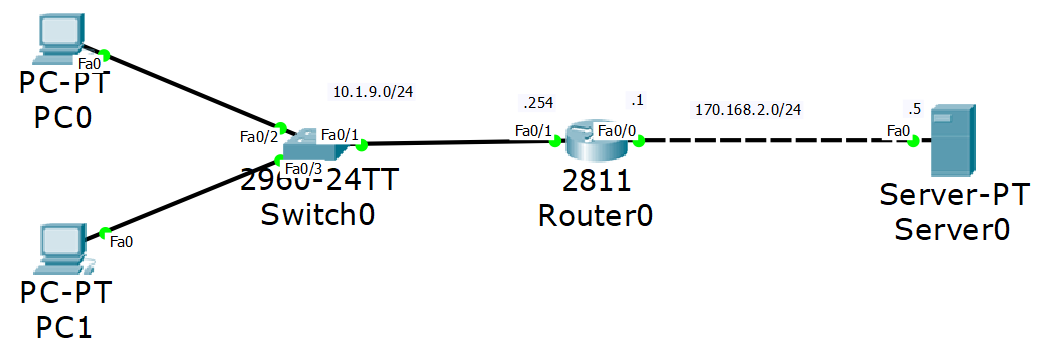 Fa0
PC-PT
PC0
10.1.9.0/24
Fa0/2
Fa0/1
Fa0/3
2960-24TT
Switch0
.254
.1
Fa0/1
Fa0/0
2811
Router0
170.168.2.0/24
.5
Fa0
Server-PT
Server0
Fa0
PC-PT
PC1